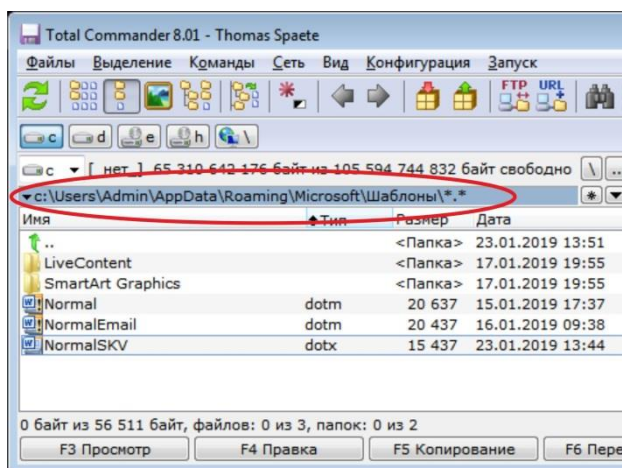 Total Commander 8.01 - Thomas Spaete
Файлы Выделение Команды Сеть Вид Конфигурация Запуск
FTP URL
c d e h \
c [_нет_] 65 310 642 176 байт из 105 594 744 832 байт свободно \ ..
c:\Users\Admin\AppData\Roaming\Microsoft\Шаблоны\*.* *
Имя Тип Размер Дата
.. <Папка> 23.01.2019 13:51
LiveContent <Папка> 17.01.2019 19:55
SmartArt Graphics <Папка> 17.01.2019 19:55
Normal dotm 20 637 15.01.2019 17:37
NormalEmail dotm 20 437 16.01.2019 09:38
NormalSKV dotx 15 437 23.01.2019 13:44
0 байт из 56 511 байт, файлов: 0 из 3, папок: 0 из 2
F3 Просмотр F4 Правка F5 Копирование F6 Пере